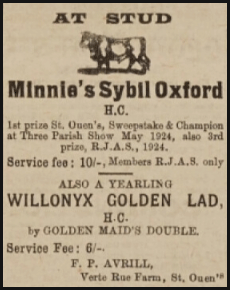 AT STUD
Minnie's Sybil Oxford
H.C.
1st prize St. Ouen's, Sweepstake & Champion
at Three Parish Show May 1924, also 3rd
prize, R.J.A.S., 1924.
Service fee: 10/-, Members R.J.A.S. only
ALSO A YEARLING
WILLONYX GOLDEN LAD,
H.C.
by GOLDEN MAID'S DOUBLE.
Service Fee: 6/-.
F. P. AVRILL,
Verte Rue Farm, St. Ouen's